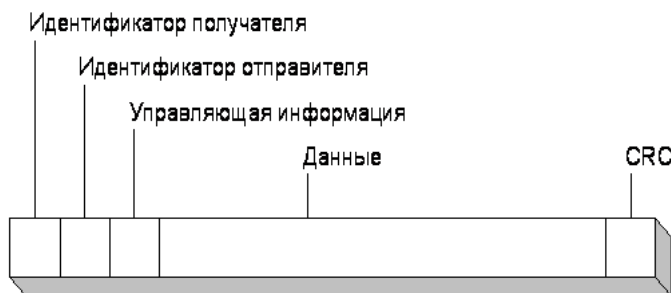 Идентификатор получателя
Идентификатор отправителя
Управляющая информация
Данные
CRC